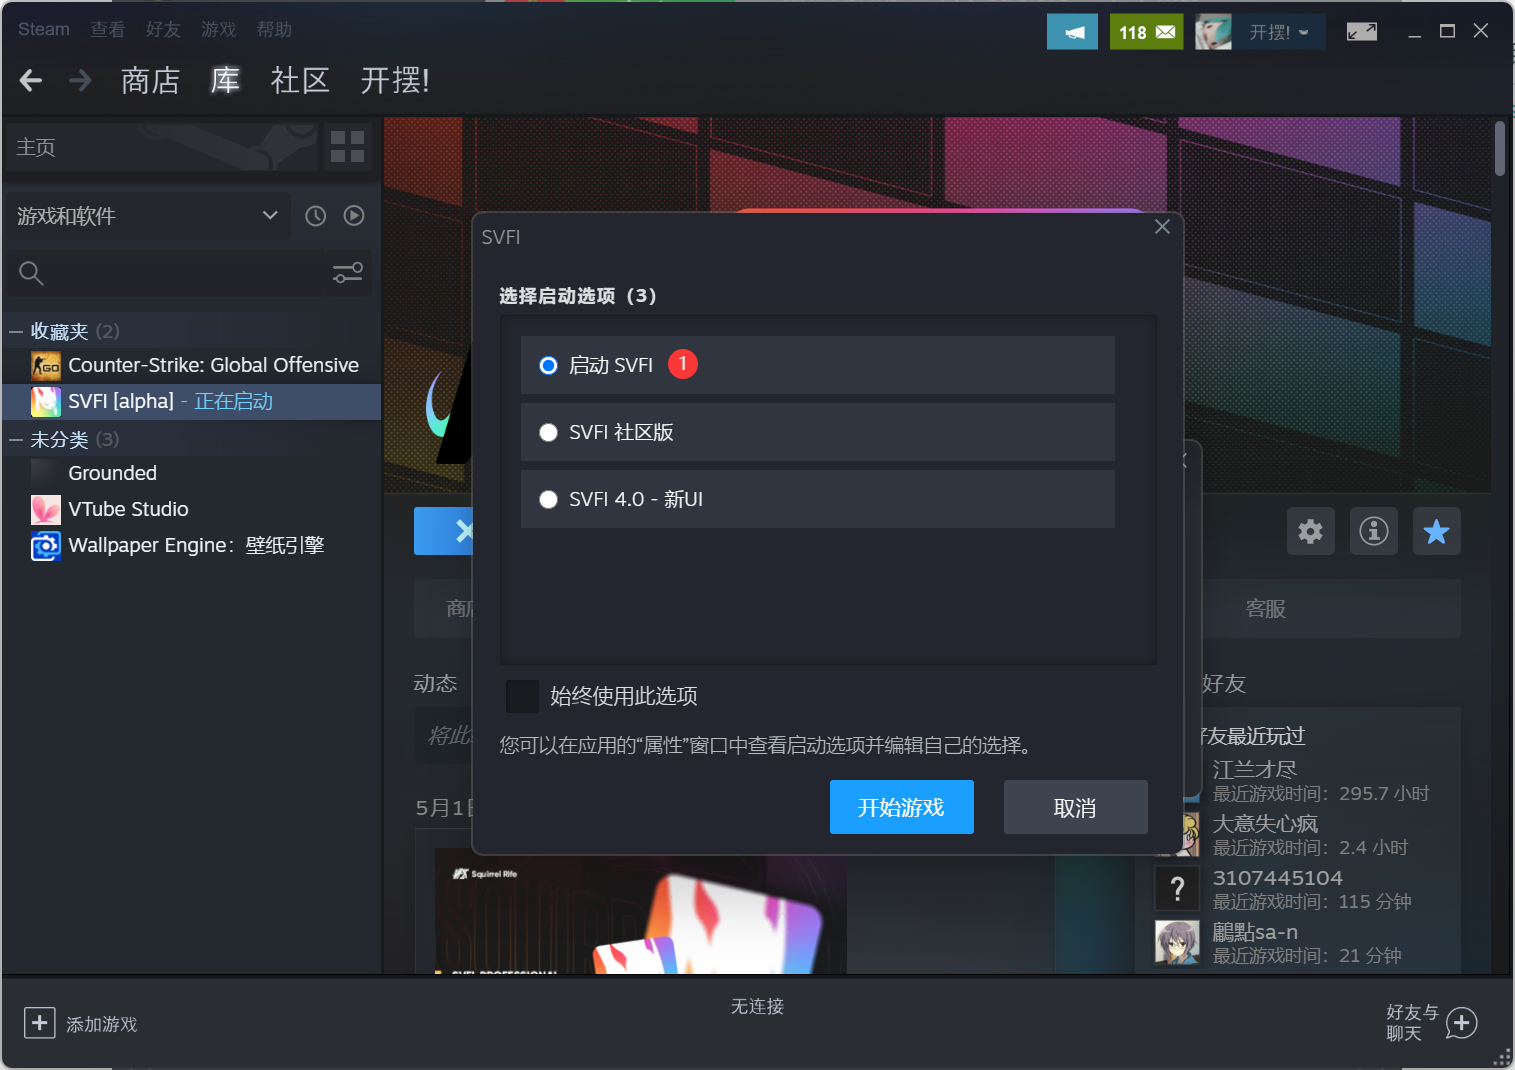 Steam 查看 好友 游戏 帮助
118
开摆!
商店 库 社区 开摆!
主页
游戏和软件
收藏夹 (2)
Counter-Strike: Global Offensive
SVFI [alpha] - 正在启动
未分类 (3)
Grounded
VTube Studio
Wallpaper Engine：壁纸引擎
SVFI
选择启动选项（3）
启动 SVFI 1
SVFI 社区版
SVFI 4.0 - 新UI
始终使用此选项
您可以在应用的“属性”窗口中查看启动选项并编辑自己的选择。
开始游戏 取消
客服
动态
将此
5月1日
Squirrel Rife
SVFI PROFESSIONAL
好友
好友最近玩过
江兰才尽
最近游戏时间：295.7 小时
大意失心疯
最近游戏时间：2.4 小时
3107445104
最近游戏时间：115 分钟
鸍點sa-n
最近游戏时间：21 分钟
添加游戏
无连接
好友与
聊天